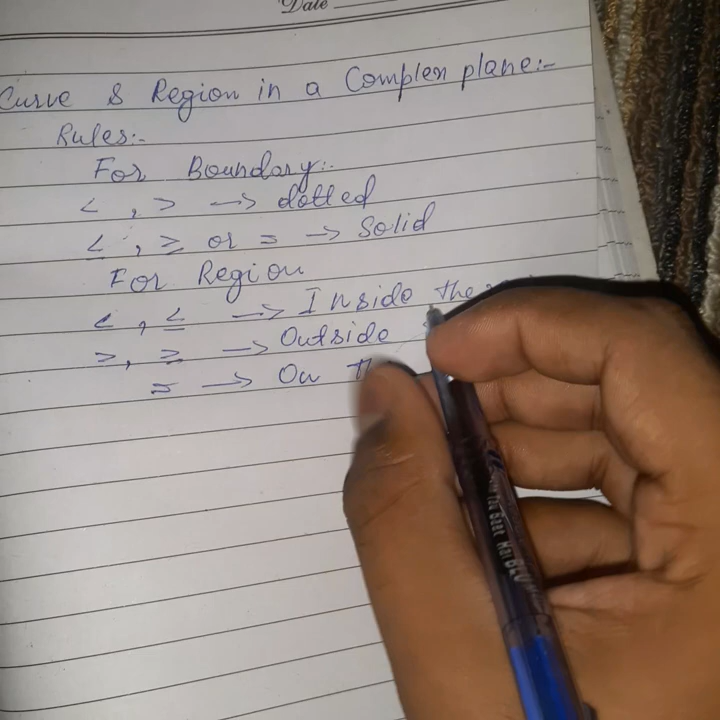 Date
Curve & Region in a Complex plane:-
Rules:-
For Boundary:-
<, > → dotted
≤, ≥ or = → Solid
For Region
<, ≤ → Inside the
>, ≥ → Outside
= → On